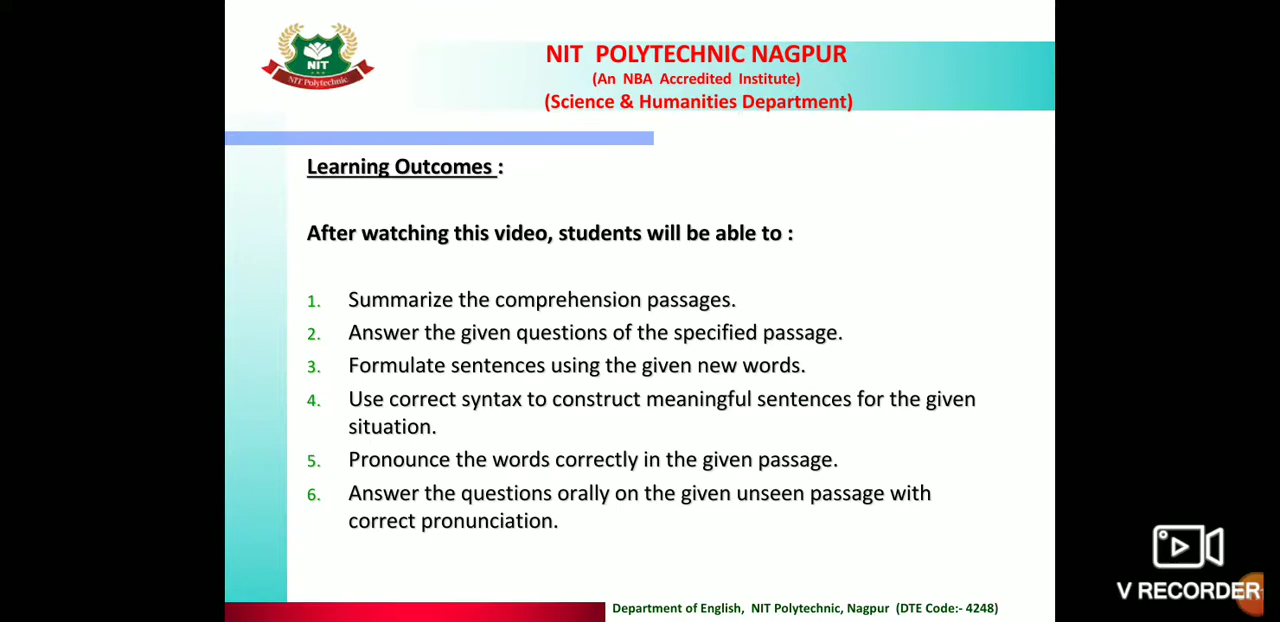 NIT
NIT Polytechnic
NIT POLYTECHNIC NAGPUR
(An NBA Accredited Institute)
(Science & Humanities Department)
Learning Outcomes :
After watching this video, students will be able to :
1. Summarize the comprehension passages.
2. Answer the given questions of the specified passage.
3. Formulate sentences using the given new words.
4. Use correct syntax to construct meaningful sentences for the given
situation.
5. Pronounce the words correctly in the given passage.
6. Answer the questions orally on the given unseen passage with
correct pronunciation.
V RECORDER
Department of English, NIT Polytechnic, Nagpur (DTE Code:- 4248)